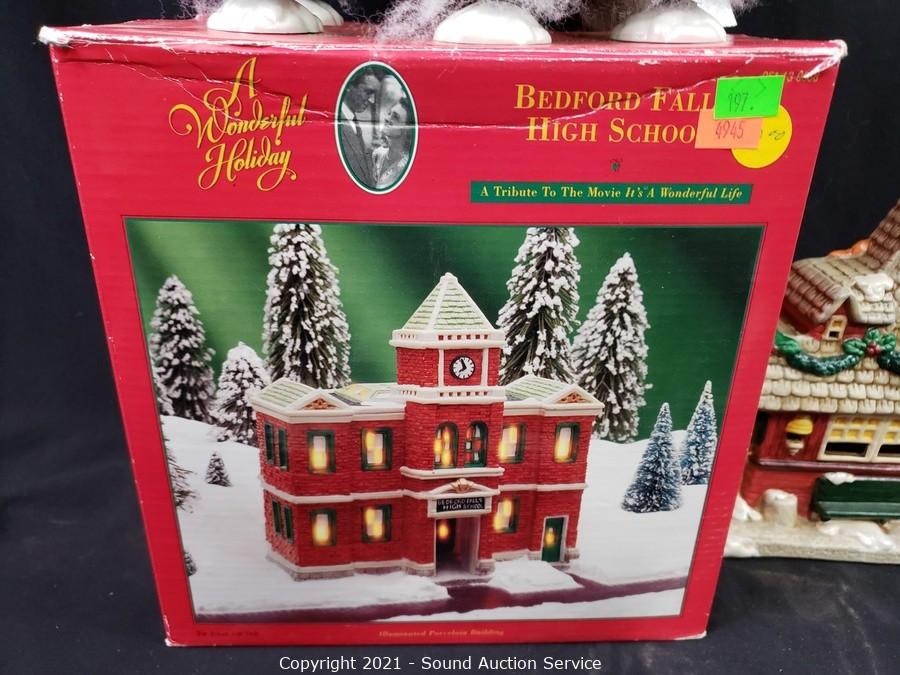 A
Wonderful
Holiday
BEDFORD FALL
HIGH SCHOO
197.
4945
A Tribute To The Movie It's A Wonderful Life
BEDFORD FALLS
HIGH SCHOOL
Illuminated Porcelain Building
Copyright 2021 - Sound Auction Service